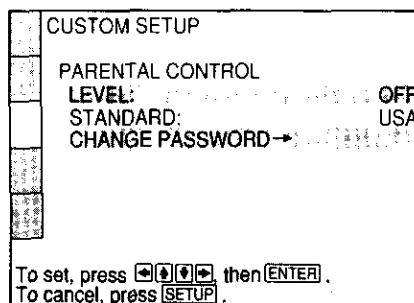 CUSTOM SETUP
PARENTAL CONTROL
LEVEL: OFF
STANDARD: USA
CHANGE PASSWORD→
To set, press ←↑↓→, then ENTER.
To cancel, press SETUP.